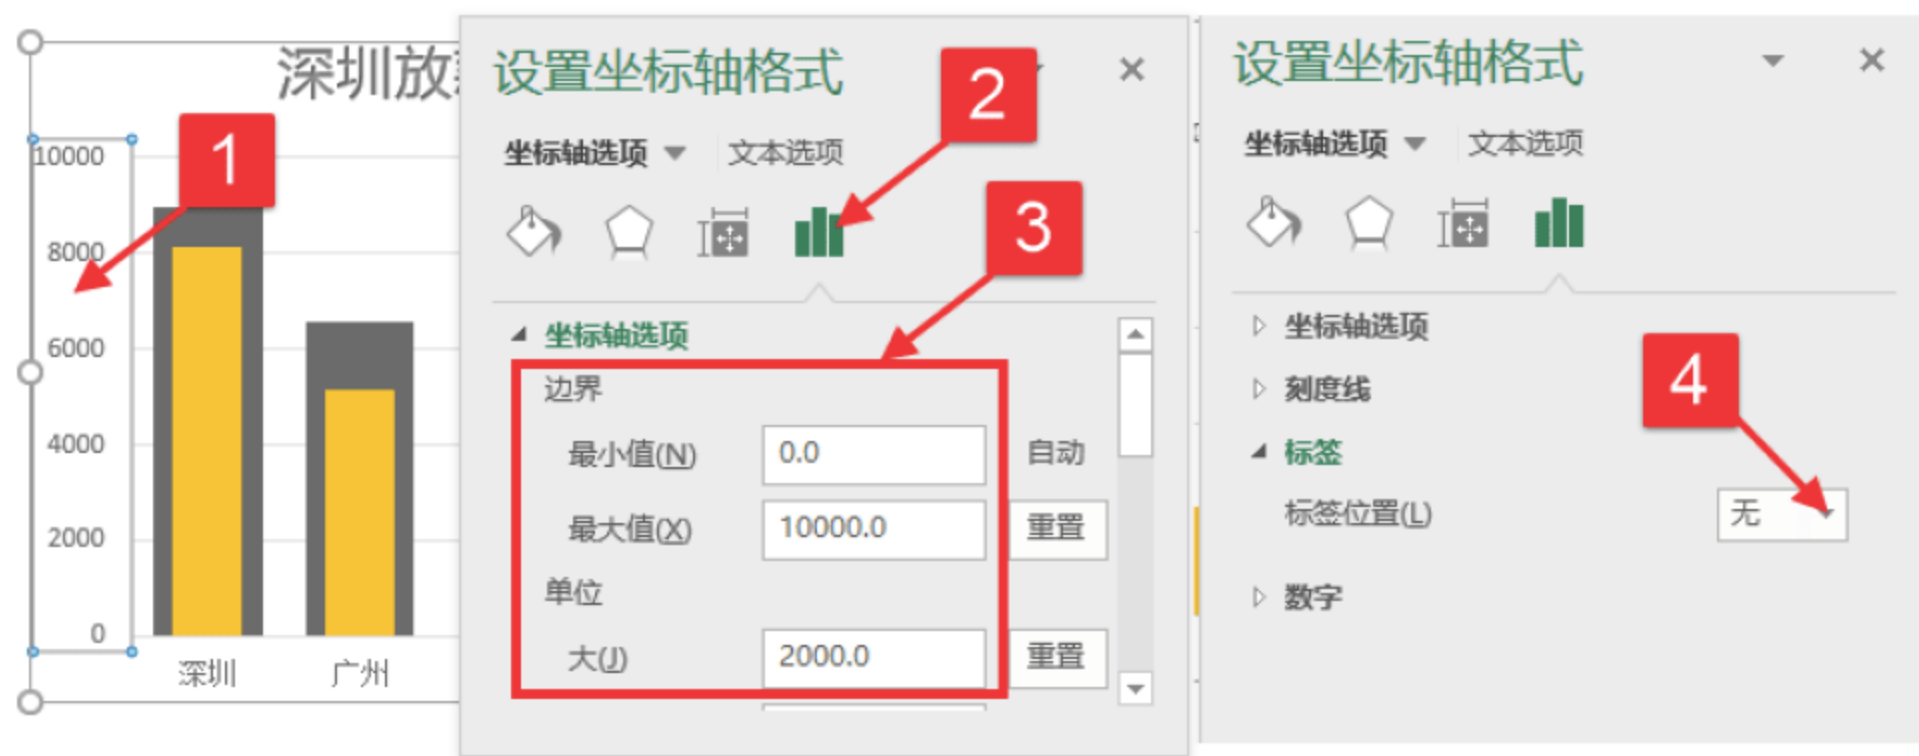 深圳放
1
10000
8000
6000
4000
2000
0
深圳
广州
设置坐标轴格式
2
坐标轴选项
文本选项
3
坐标轴选项
边界
最小值(N)
0.0
自动
最大值(X)
10000.0
重置
单位
大(J)
2000.0
重置
设置坐标轴格式
坐标轴选项
文本选项
坐标轴选项
刻度线
4
标签
标签位置(L)
无
数字